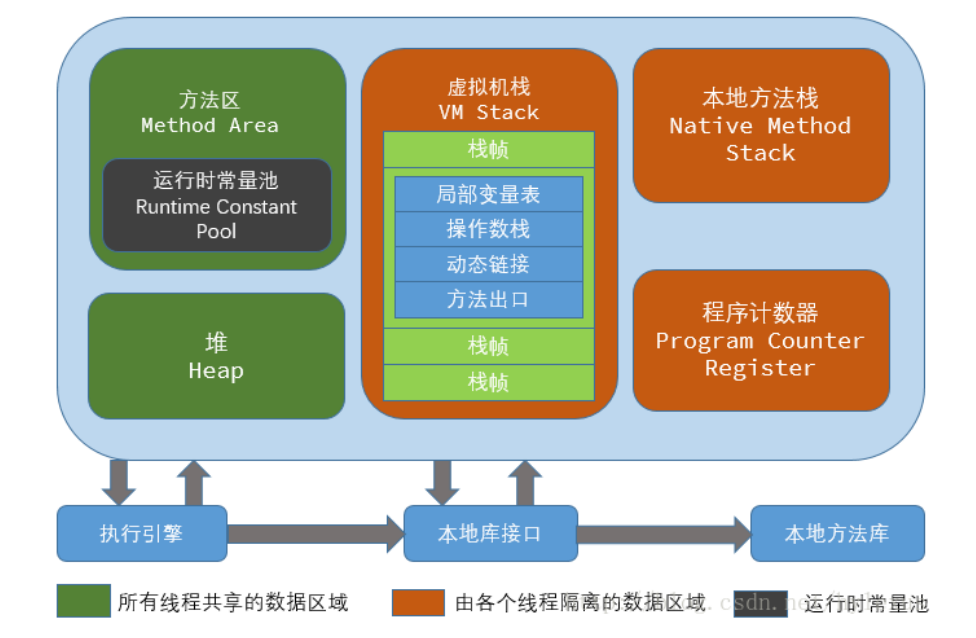 方法区
Method Area
运行时常量池
Runtime Constant
Pool
堆
Heap
虚拟机栈
VM Stack
栈帧
局部变量表
操作数栈
动态链接
方法出口
栈帧
栈帧
本地方法栈
Native Method
Stack
程序计数器
Program Counter
Register
执行引擎
本地库接口
本地方法库
所有线程共享的数据区域
由各个线程隔离的数据区域
运行时常量池